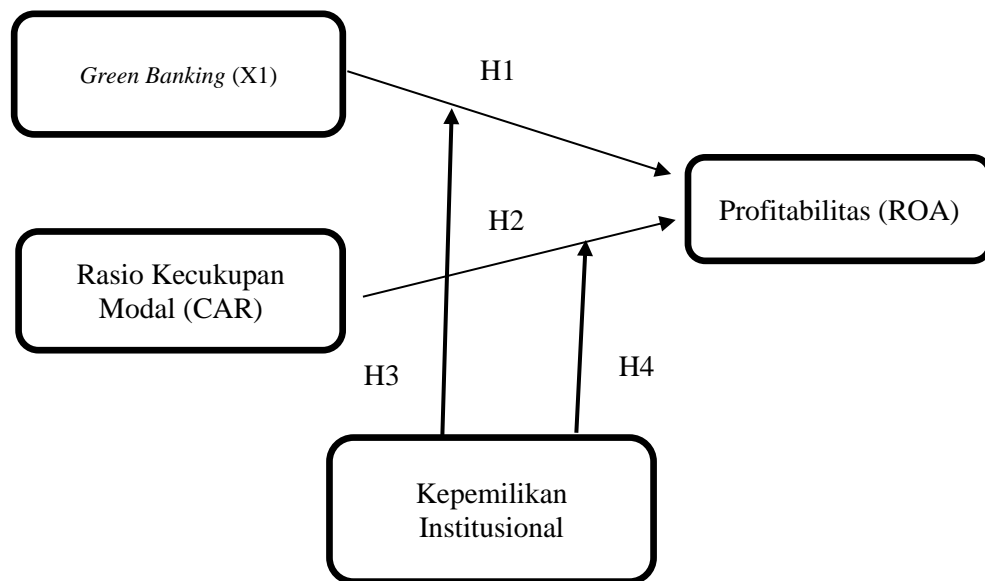 Green Banking (X1)
H1
Profitabilitas (ROA)
H2
Rasio Kecukupan
Modal (CAR)
H3
H4
Kepemilikan
Institusional